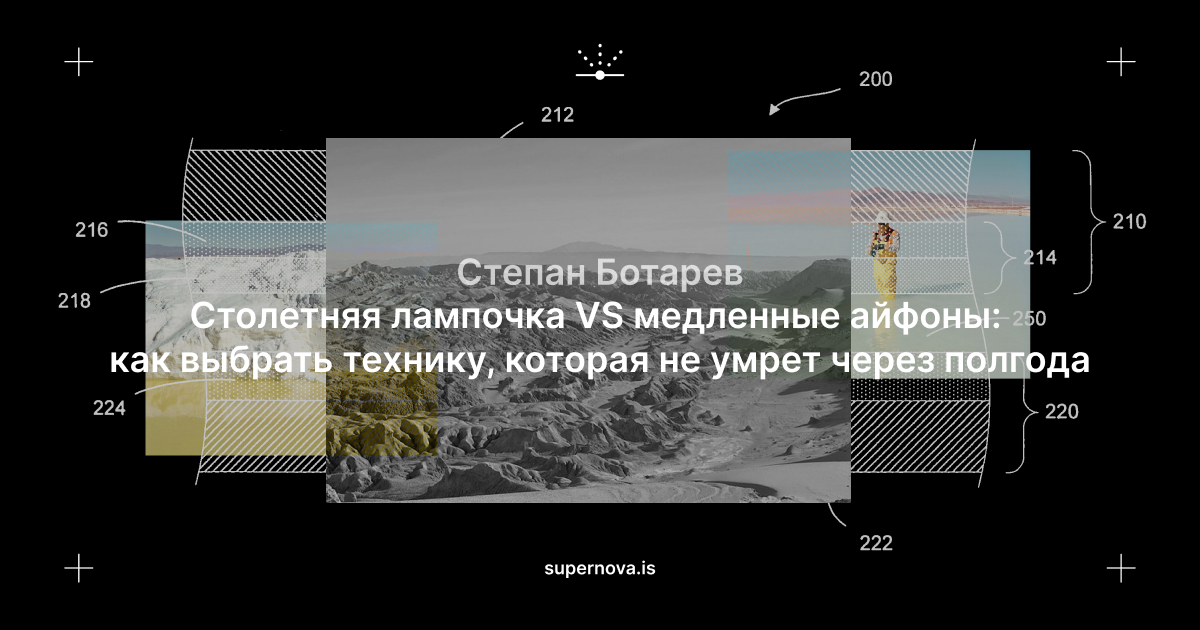 200
212
216
210
214
218
Степан Ботарев
Столетняя лампочка VS медленные айфоны:
250
как выбрать технику, которая не умрет через полгода
224
220
222
supernova.is